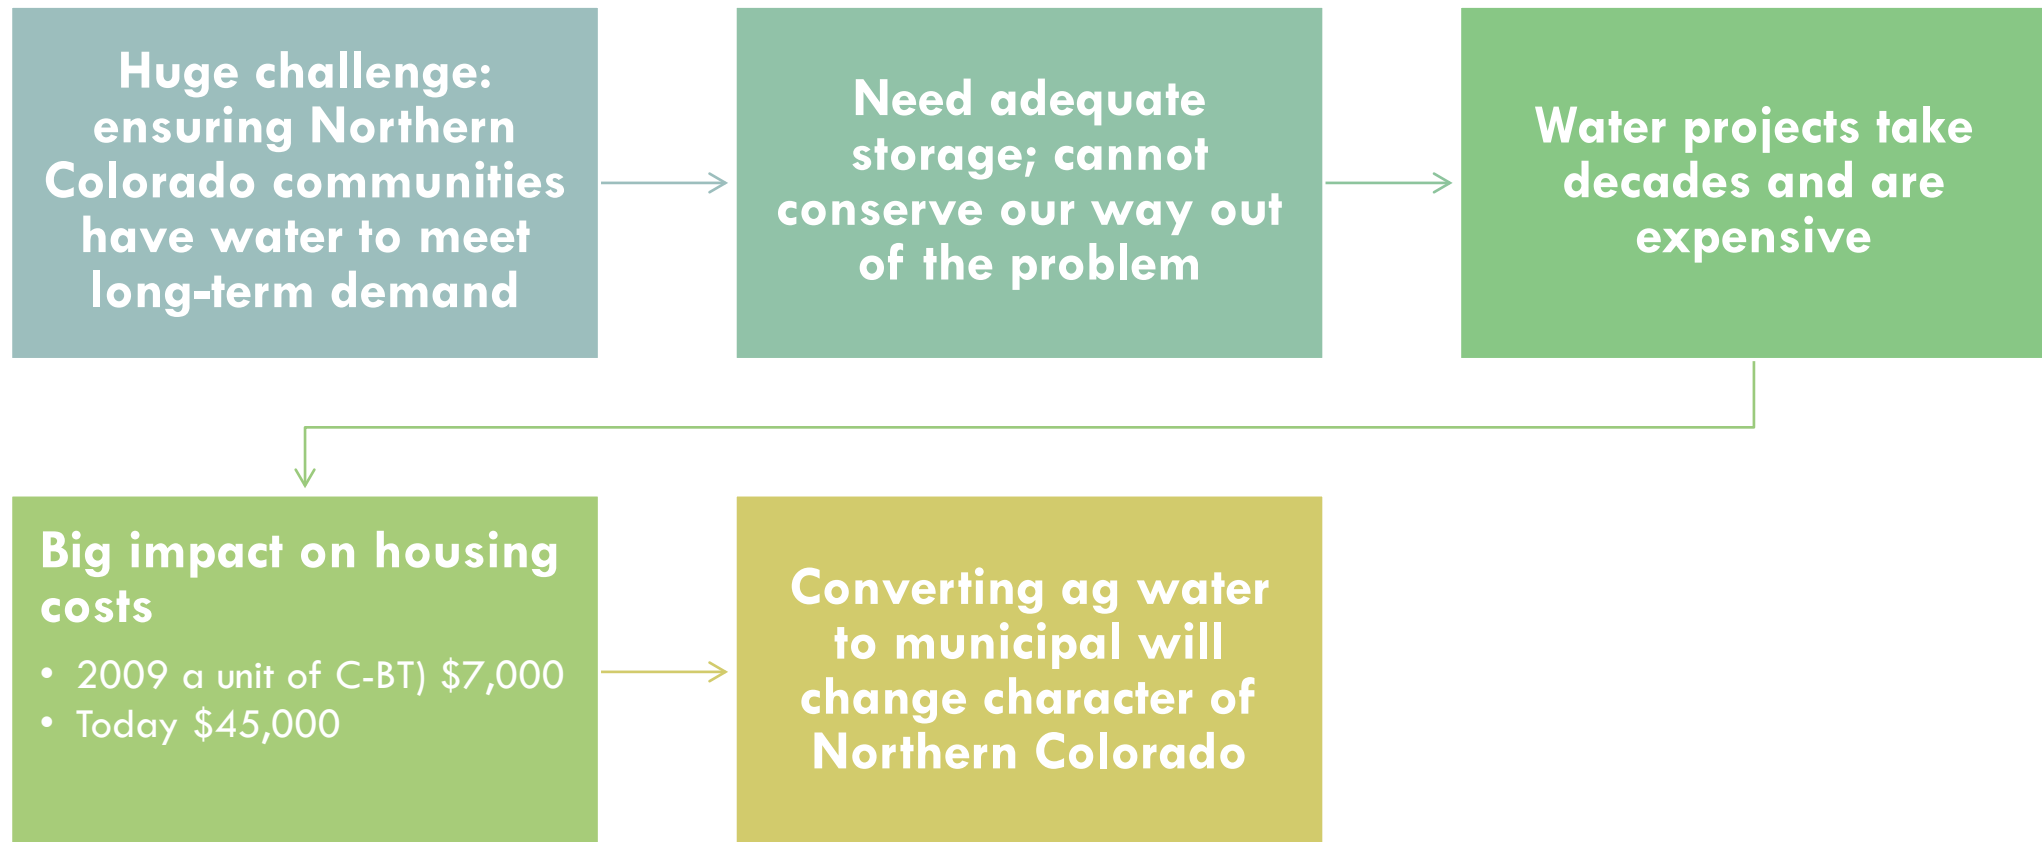 Huge challenge:
ensuring Northern
Colorado communities
have water to meet
long-term demand
Need adequate
storage; cannot
conserve our way out
of the problem
Water projects take
decades and are
expensive
Big impact on housing
costs
• 2009 a unit of C-BT) $7,000
• Today $45,000
Converting ag water
to municipal will
change character of
Northern Colorado